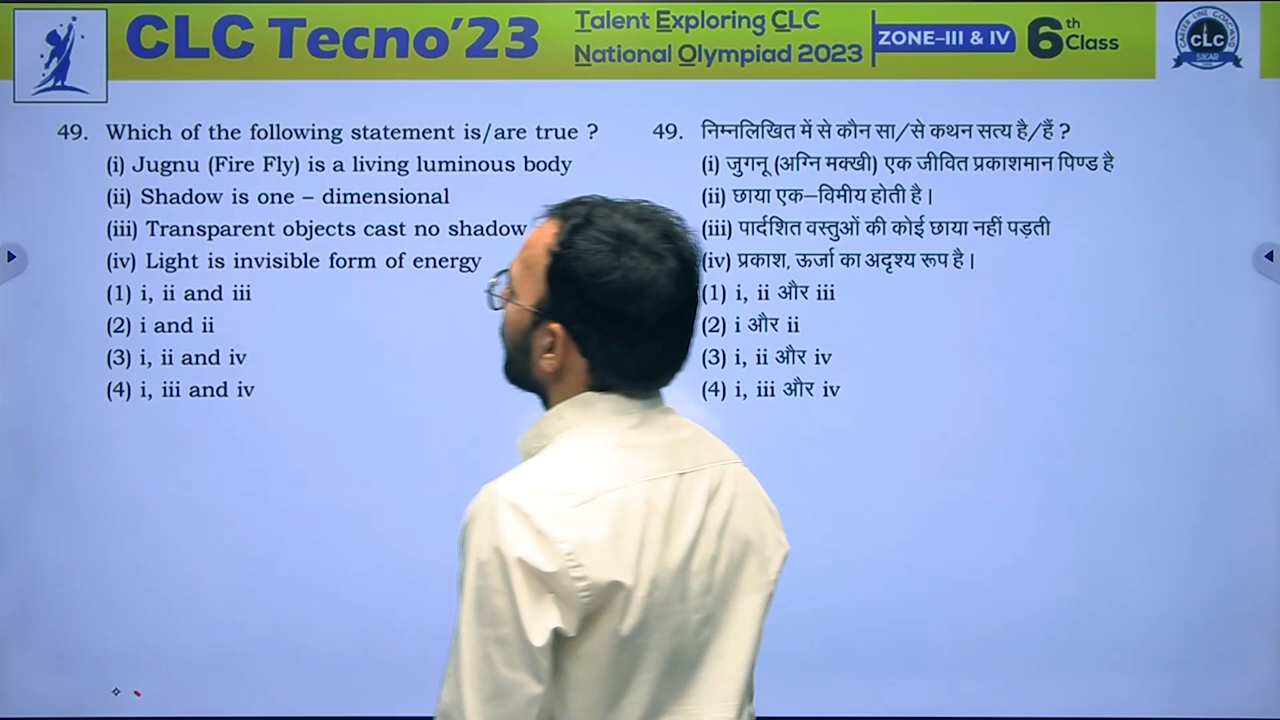 CLC Tecno’23
Talent Exploring CLC
National Olympiad 2023
ZONE–III & IV
6th Class
CAREER LINE COACHING
CLC
SIKAR
49. Which of the following statement is/are true ?
(i) Jugnu (Fire Fly) is a living luminous body
(ii) Shadow is one – dimensional
(iii) Transparent objects cast no shadow
(iv) Light is invisible form of energy
(1) i, ii and iii
(2) i and ii
(3) i, ii and iv
(4) i, iii and iv
49. निम्नलिखित में से कौन सा/से कथन सत्य है/हैं ?
(i) जुगनू (अग्नि मक्खी) एक जीवित प्रकाशमान पिण्ड है
(ii) छाया एक–विमीय होती है।
(iii) पार्दशित वस्तुओं की कोई छाया नहीं पड़ती
(iv) प्रकाश, ऊर्जा का अदृश्य रूप है।
(1) i, ii और iii
(2) i और ii
(3) i, ii और iv
(4) i, iii और iv